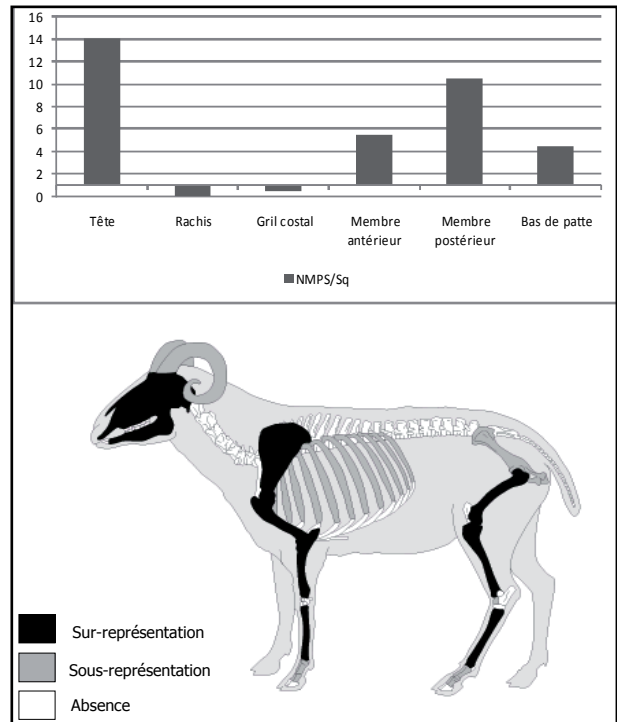 16
14
12
10
8
6
4
2
0
Tête Rachis Gril costal Membre antérieur Membre postérieur Bas de patte
NMPS/Sq
Sur-représentation
Sous-représentation
Absence